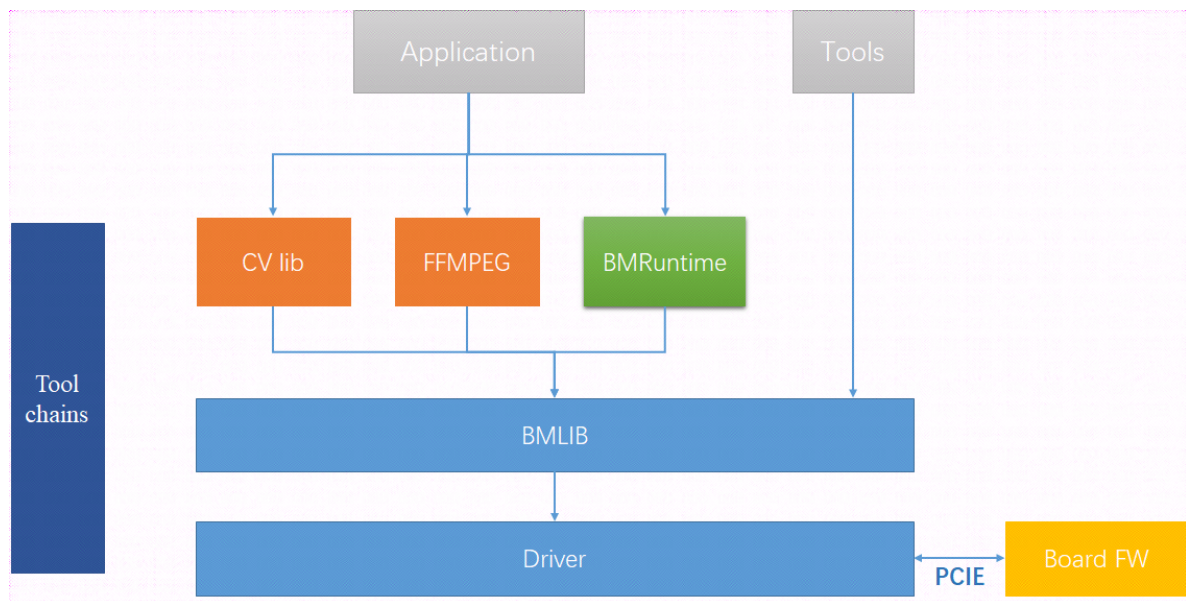 Application
Tools
CV lib
FFMPEG
BMRuntime
Tool
chains
BMLIB
Driver
PCIE
Board FW